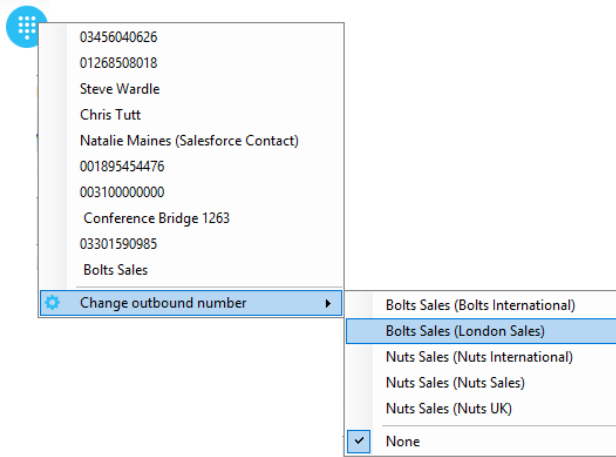 03456040626
01268508018
Steve Wardle
Chris Tutt
Natalie Maines (Salesforce Contact)
001895454476
003100000000
Conference Bridge 1263
03301590985
Bolts Sales
Change outbound number
Bolts Sales (Bolts International)
Bolts Sales (London Sales)
Nuts Sales (Nuts International)
Nuts Sales (Nuts Sales)
Nuts Sales (Nuts UK)
None